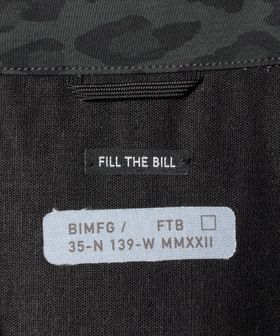 FILL THE BILL
BIMFG / FTB
35-N 139-W MMXXII